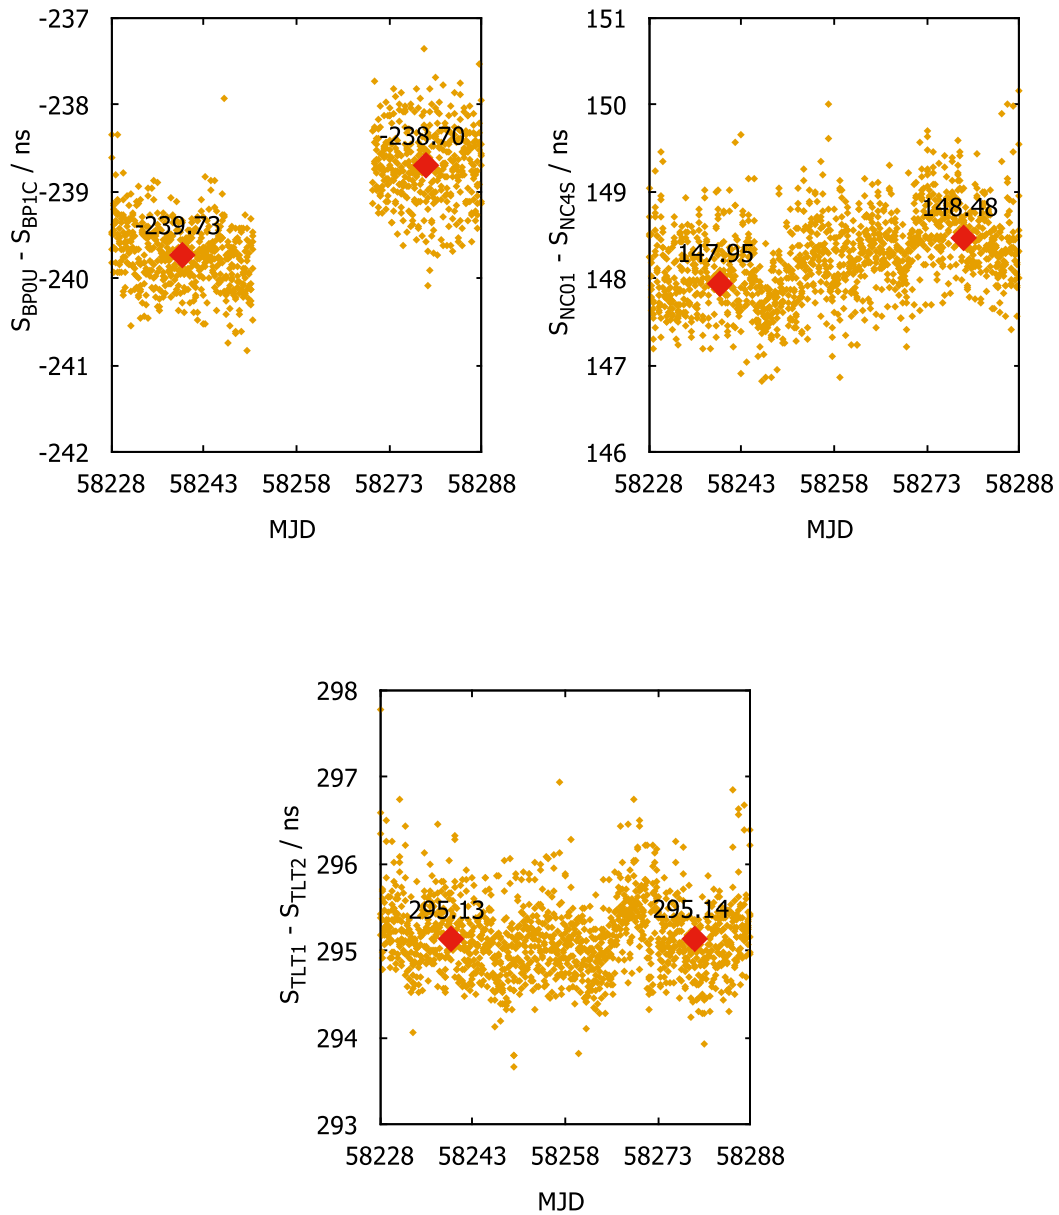 -237
-238
-239
-240
-241
-242
S_BP0U - S_BP1C / ns
-239.73
-238.70
58228 58243 58258 58273 58288
MJD
151
150
149
148
147
146
S_NC01 - S_NC4S / ns
147.95
148.48
58228 58243 58258 58273 58288
MJD
298
297
296
295
294
293
S_TLT1 - S_TLT2 / ns
295.13
295.14
58228 58243 58258 58273 58288
MJD